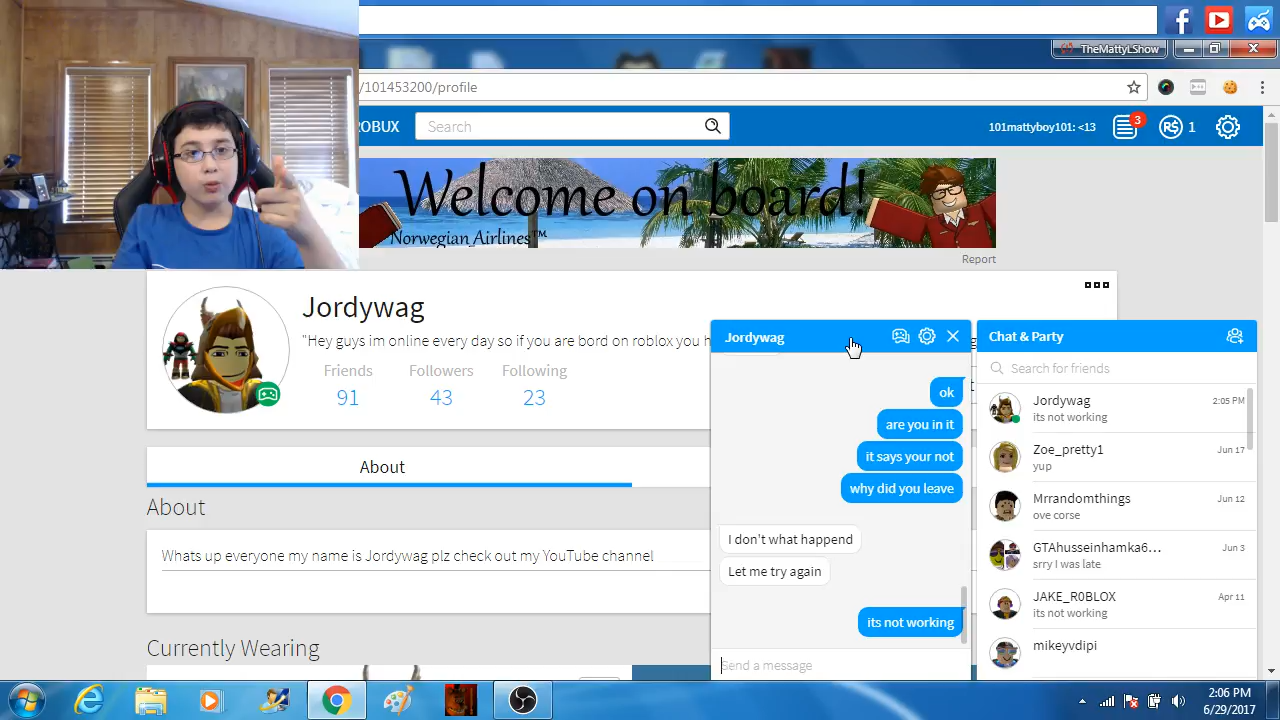 TheMattyLShow
/101453200/profile
ROBUX
Search
101mattyboy101: <13
3
R$ 1
Welcome on board!
Norwegian Airlines™
Report
Jordywag
"Hey guys im online every day so if you are bord on roblox you h
Friends
Followers
Following
91
43
23
About
About
Whats up everyone my name is Jordywag plz check out my YouTube channel
Currently Wearing
Jordywag
ok
are you in it
it says your not
why did you leave
I don't what happend
Let me try again
its not working
Send a message
Chat & Party
Search for friends
Jordywag
2:05 PM
its not working
Zoe_pretty1
Jun 17
yup
Mrrandomthings
Jun 12
ove corse
GTAhusseinhamka6...
Jun 3
srry I was late
JAKE_R0BLOX
Apr 11
its not working
mikeyvdipi
2:06 PM
6/29/2017